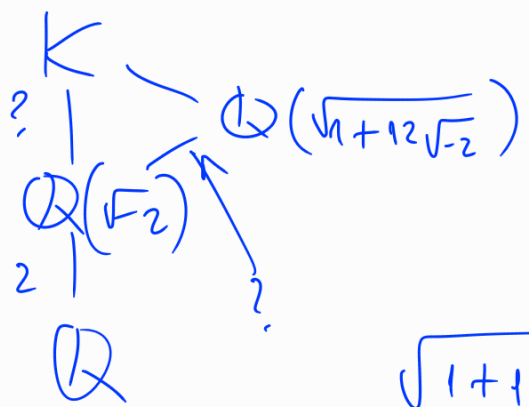 K
? ℚ(√1+12√-2)
ℚ(√-2)
2 ?
ℚ √1+1